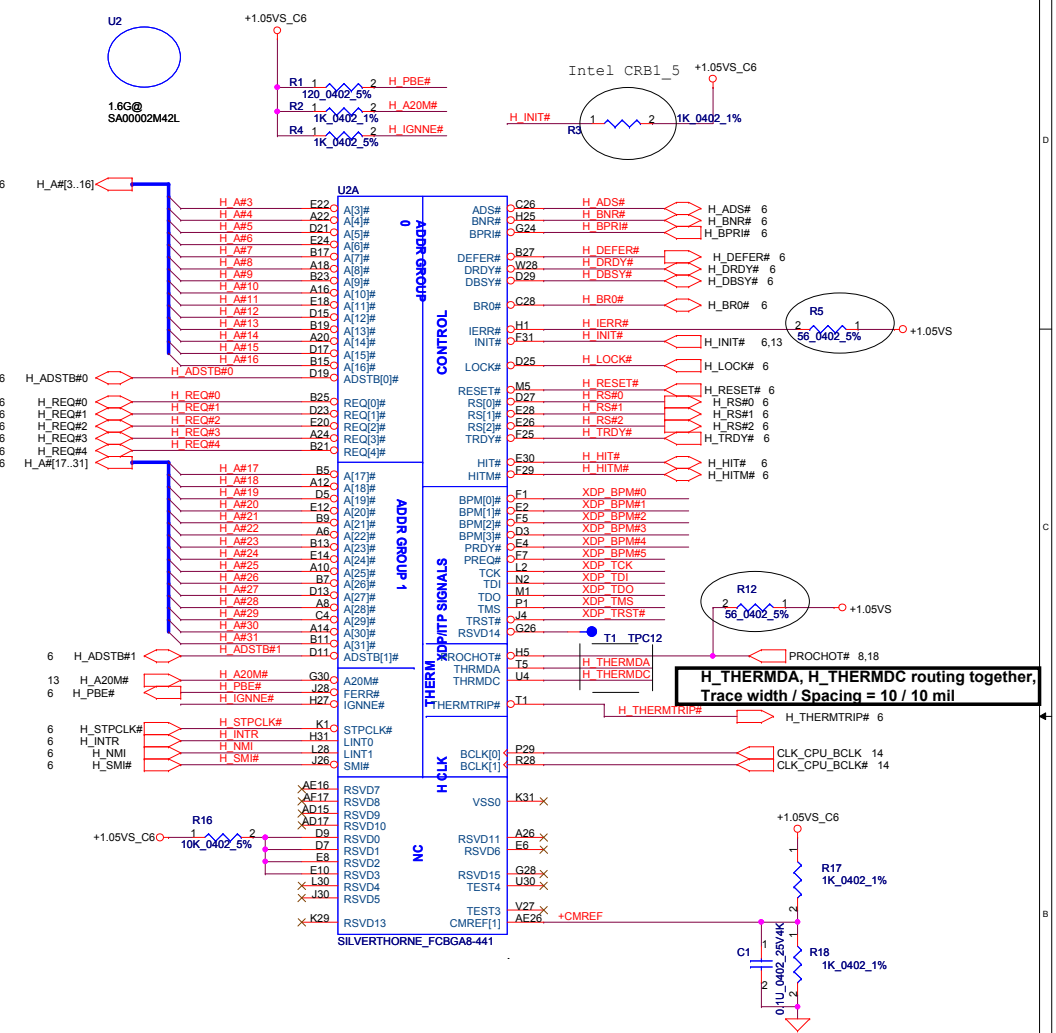 U2
1.6G@
SA00002M42L
+1.05VS_C6
R1 1 2 H_PBE#
120_0402_5%
R2 1 2 H_A20M#
1K_0402_1%
R4 1 2 H_IGNNE#
1K_0402_5%
Intel CRB1_5
+1.05VS_C6
H_INIT#
R3 1 2 1K_0402_1%
D
6 H_A#[3..16]
U2A
H_A#3 E22 A[3]#
H_A#4 A22 A[4]#
H_A#5 D21 A[5]#
H_A#6 E24 A[6]#
H_A#7 B17 A[7]#
H_A#8 A18 A[8]#
H_A#9 B23 A[9]#
H_A#10 A16 A[10]#
H_A#11 E18 A[11]#
H_A#12 D15 A[12]#
H_A#13 B19 A[13]#
H_A#14 A20 A[14]#
H_A#15 D17 A[15]#
H_A#16 B15 A[16]#
6 H_ADSTB#0 H_ADSTB#0 D19 ADSTB[0]#
6 H_REQ#0 H_REQ#0 B25 REQ[0]#
6 H_REQ#1 H_REQ#1 D23 REQ[1]#
6 H_REQ#2 H_REQ#2 E20 REQ[2]#
6 H_REQ#3 H_REQ#3 A24 REQ[3]#
6 H_REQ#4 H_REQ#4 B21 REQ[4]#
6 H_A#[17..31]
H_A#17 B5 A[17]#
H_A#18 A12 A[18]#
H_A#19 D5 A[19]#
H_A#20 E12 A[20]#
H_A#21 B9 A[21]#
H_A#22 A6 A[22]#
H_A#23 B13 A[23]#
H_A#24 E14 A[24]#
H_A#25 A10 A[25]#
H_A#26 B7 A[26]#
H_A#27 D13 A[27]#
H_A#28 A8 A[28]#
H_A#29 C4 A[29]#
H_A#30 A14 A[30]#
H_A#31 B11 A[31]#
6 H_ADSTB#1 H_ADSTB#1 D11 ADSTB[1]#
13 H_A20M# H_A20M# G30 A20M#
6 H_PBE# H_PBE# J28 FERR#
H_IGNNE# H27 IGNNE#
6 H_STPCLK# H_STPCLK# K1 STPCLK#
6 H_INTR H_INTR H31 LINT0
6 H_NMI H_NMI L28 LINT1
6 H_SMI# H_SMI# J26 SMI#
AE16 RSVD7
AF17 RSVD8
AD15 RSVD9
AD17 RSVD10
D9 RSVD0
D7 RSVD1
E8 RSVD2
E10 RSVD3
L30 RSVD4
J30 RSVD5
K29 RSVD13
+1.05VS_C6
R16
1 2
10K_0402_5%
ADDR GROUP 0
ADDR GROUP 1
CONTROL
XDP/ITP SIGNALS
THERM
H CLK
NC
ADS# C26 H_ADS# H_ADS# 6
BNR# H25 H_BNR# H_BNR# 6
BPRI# G24 H_BPRI# H_BPRI# 6
DEFER# B27 H_DEFER# H_DEFER# 6
DRDY# W28 H_DRDY# H_DRDY# 6
DBSY# D29 H_DBSY# H_DBSY# 6
BR0# C28 H_BR0# H_BR0# 6
IERR# H1 H_IERR#
R5
2 1 +1.05VS
56_0402_5%
INIT# F31 H_INIT# H_INIT# 6,13
LOCK# D25 H_LOCK# H_LOCK# 6
RESET# M5 H_RESET# H_RESET# 6
RS[0]# D27 H_RS#0 H_RS#0 6
RS[1]# E28 H_RS#1 H_RS#1 6
RS[2]# E26 H_RS#2 H_RS#2 6
TRDY# F25 H_TRDY# H_TRDY# 6
HIT# E30 H_HIT# H_HIT# 6
HITM# F29 H_HITM# H_HITM# 6
BPM[0]# F1 XDP_BPM#0
BPM[1]# E2 XDP_BPM#1
BPM[2]# F5 XDP_BPM#2
BPM[3]# D3 XDP_BPM#3
PRDY# E4 XDP_BPM#4
PREQ# F7 XDP_BPM#5
TCK L2 XDP_TCK
TDI N2 XDP_TDI
TDO M1 XDP_TDO
TMS P1 XDP_TMS
TRST# J4 XDP_TRST#
RSVD14 G26
T1 TPC12
R12
2 1 +1.05VS
56_0402_5%
PROCHOT# H5 PROCHOT# 8,18
THRMDA T5 H_THERMDA
THRMDC U4 H_THERMDC
H_THERMDA, H_THERMDC routing together,
Trace width / Spacing = 10 / 10 mil
THERMTRIP# T1 H_THERMTRIP# H_THERMTRIP# 6
BCLK[0] P29 CLK_CPU_BCLK 14
BCLK[1] R28 CLK_CPU_BCLK# 14
VSS0 K31
RSVD11 A26
RSVD6 E6
RSVD15 G28
TEST4 U30
TEST3 V27
CMREF[1] AE26 +CMREF
SILVERTHORNE_FCBGA8-441
+1.05VS_C6
1
R17
1K_0402_1%
2
C1
1
2
0.1U_0402_25V4K
1
R18
1K_0402_1%
2
C
B